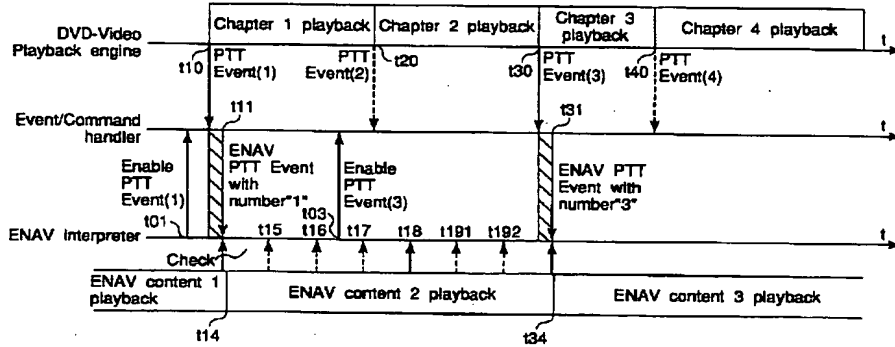 DVD-Video
Playback engine
Chapter 1 playback
Chapter 2 playback
Chapter 3
playback
Chapter 4 playback
t
t10
PTT
Event(1)
PTT
Event(2)
t20
t30
PTT
Event(3)
t40
PTT
Event(4)
t11
t31
Event/Command
handler
t
Enable
PTT
Event(1)
ENAV
PTT Event
with
number"1"
Enable
PTT
Event(3)
ENAV PTT
Event with
number"3"
t01
t03
ENAV interpreter
t15
t16
t17
t18
t191
t192
t
Check
ENAV content 1
playback
ENAV content 2 playback
ENAV content 3 playback
t14
t34